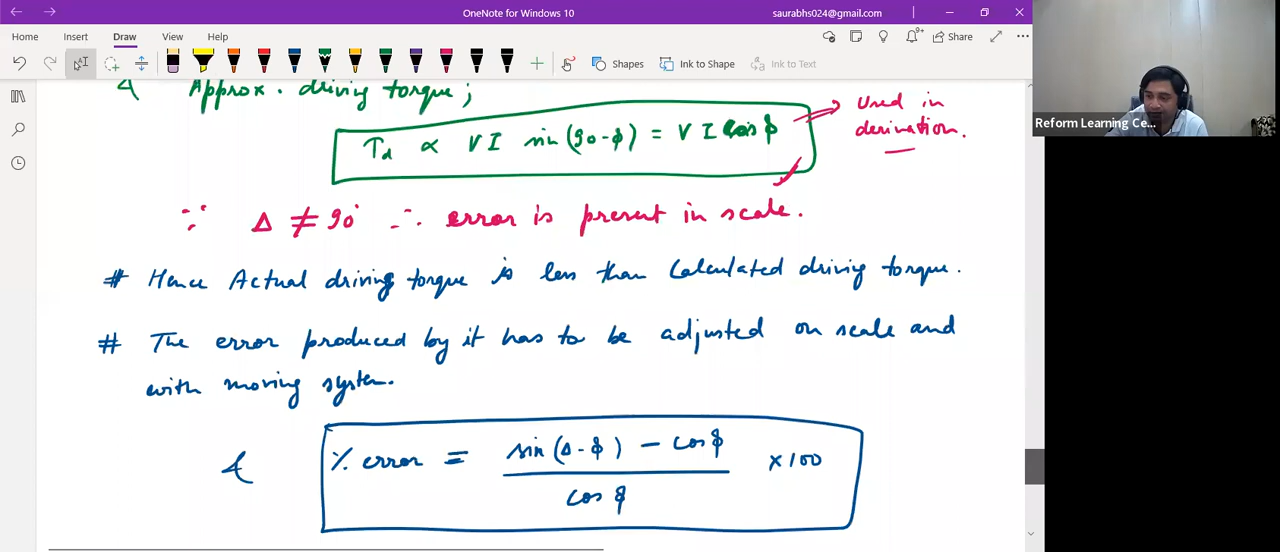 OneNote for Windows 10
saurabhs024@gmail.com
Home Insert Draw View Help
9+ Share
Shapes Ink to Shape Ink to Text
Reform Learning Ce...
& Approx. driving torque;
Td ∝ VI sin(90-φ) = VI cos φ
Used in
derivation.
∵ Δ ≠ 90° ∴ error is present in scale.
# Hence Actual driving torque is less than Calculated driving torque.
# The error produced by it has to be adjusted on scale and
with moving system.
& % error = sin(Δ-φ) - cos φ
x100
cos φ